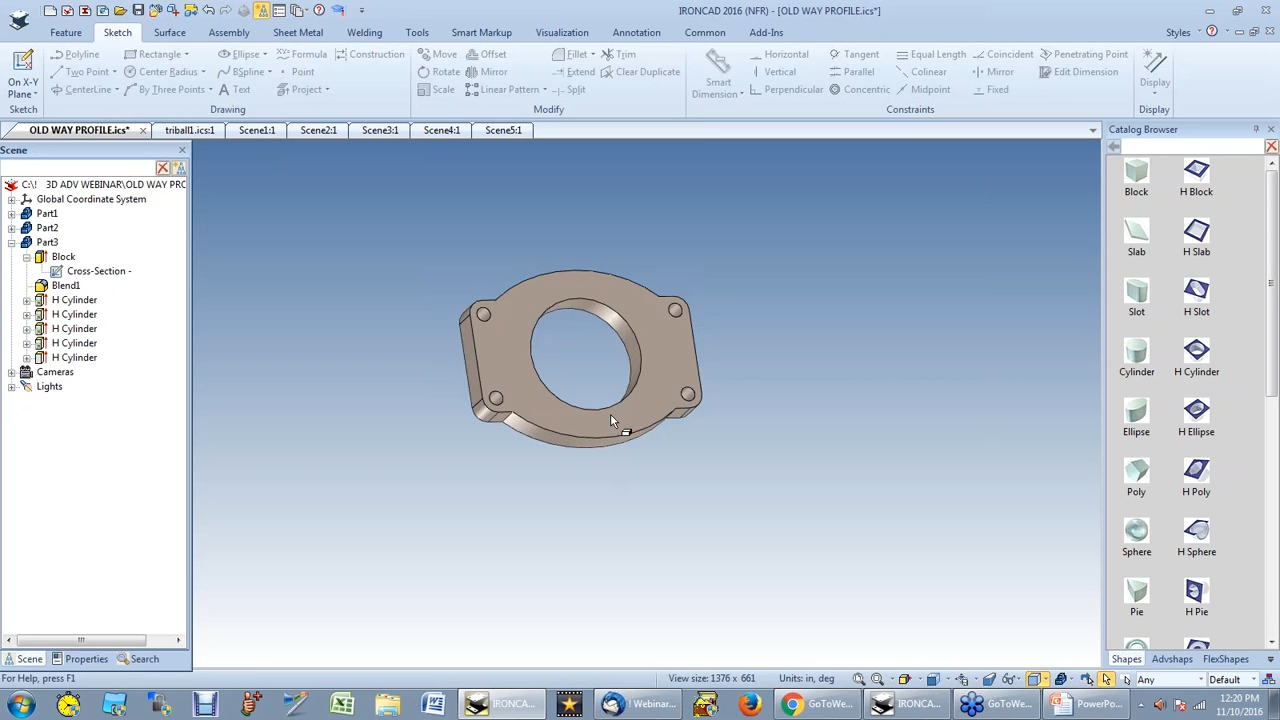 IRONCAD 2016 (NFR) - [OLD WAY PROFILE.ics*]
Feature Sketch Surface Assembly Sheet Metal Welding Tools Smart Markup Visualization Annotation Common Add-Ins Styles
Polyline Rectangle Ellipse Formula Construction Move Offset Fillet Trim Horizontal Tangent Equal Length Coincident Penetrating Point
On X-Y Plane Two Point Center Radius BSpline Point Rotate Mirror Extend Clear Duplicate Smart Dimension Vertical Parallel Colinear Mirror Edit Dimension Display
CenterLine By Three Points Text Project Scale Linear Pattern Split Perpendicular Concentric Midpoint Fixed
Sketch Drawing Modify Constraints Display
OLD WAY PROFILE.ics* triball1.ics:1 Scene1:1 Scene2:1 Scene3:1 Scene4:1 Scene5:1
Scene
C:\! 3D ADV WEBINAR\OLD WAY PRO
Global Coordinate System
Part1
Part2
Part3
Block
Cross-Section -
Blend1
H Cylinder
H Cylinder
H Cylinder
H Cylinder
H Cylinder
Cameras
Lights
Catalog Browser
Block H Block
Slab H Slab
Slot H Slot
Cylinder H Cylinder
Ellipse H Ellipse
Poly H Poly
Sphere H Sphere
Pie H Pie
Scene Properties Search
Shapes Advshapes FlexShapes
For Help, press F1 View size: 1376 x 661 Units: in, deg Any Default
IRONCA... ! Webinar... GoToWe... IRONCA... GoToWe... PowerPo...
12:20 PM
11/10/2016